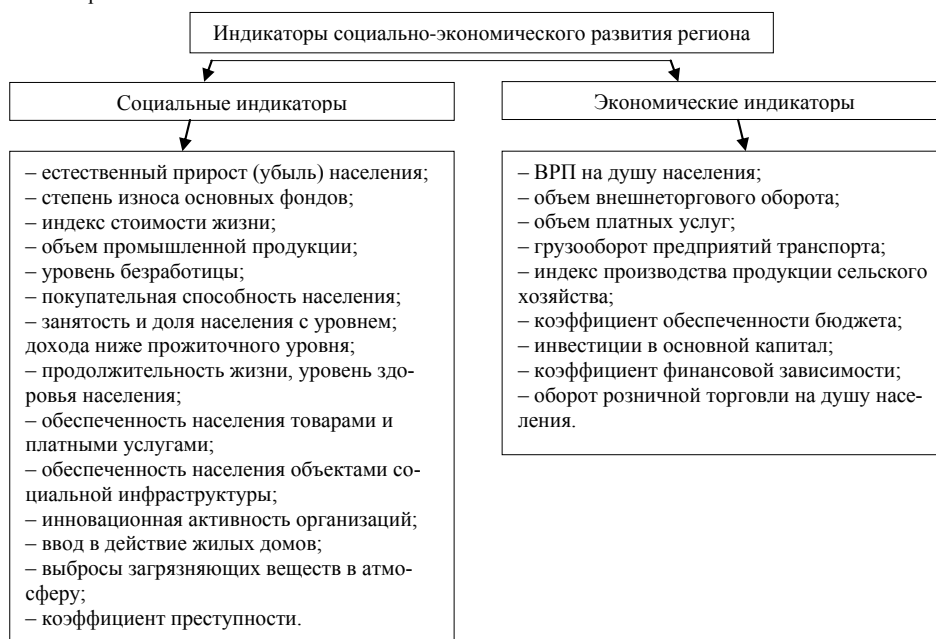 Индикаторы социально-экономического развития региона
Социальные индикаторы
Экономические индикаторы
– естественный прирост (убыль) населения;
– степень износа основных фондов;
– индекс стоимости жизни;
– объем промышленной продукции;
– уровень безработицы;
– покупательная способность населения;
– занятость и доля населения с уровнем;
дохода ниже прожиточного уровня;
– продолжительность жизни, уровень здо-
ровья населения;
– обеспеченность населения товарами и
платными услугами;
– обеспеченность населения объектами со-
циальной инфраструктуры;
– инновационная активность организаций;
– ввод в действие жилых домов;
– выбросы загрязняющих веществ в атмо-
сферу;
– коэффициент преступности.
– ВРП на душу населения;
– объем внешнеторгового оборота;
– объем платных услуг;
– грузооборот предприятий транспорта;
– индекс производства продукции сельского
хозяйства;
– коэффициент обеспеченности бюджета;
– инвестиции в основной капитал;
– коэффициент финансовой зависимости;
– оборот розничной торговли на душу насе-
ления.